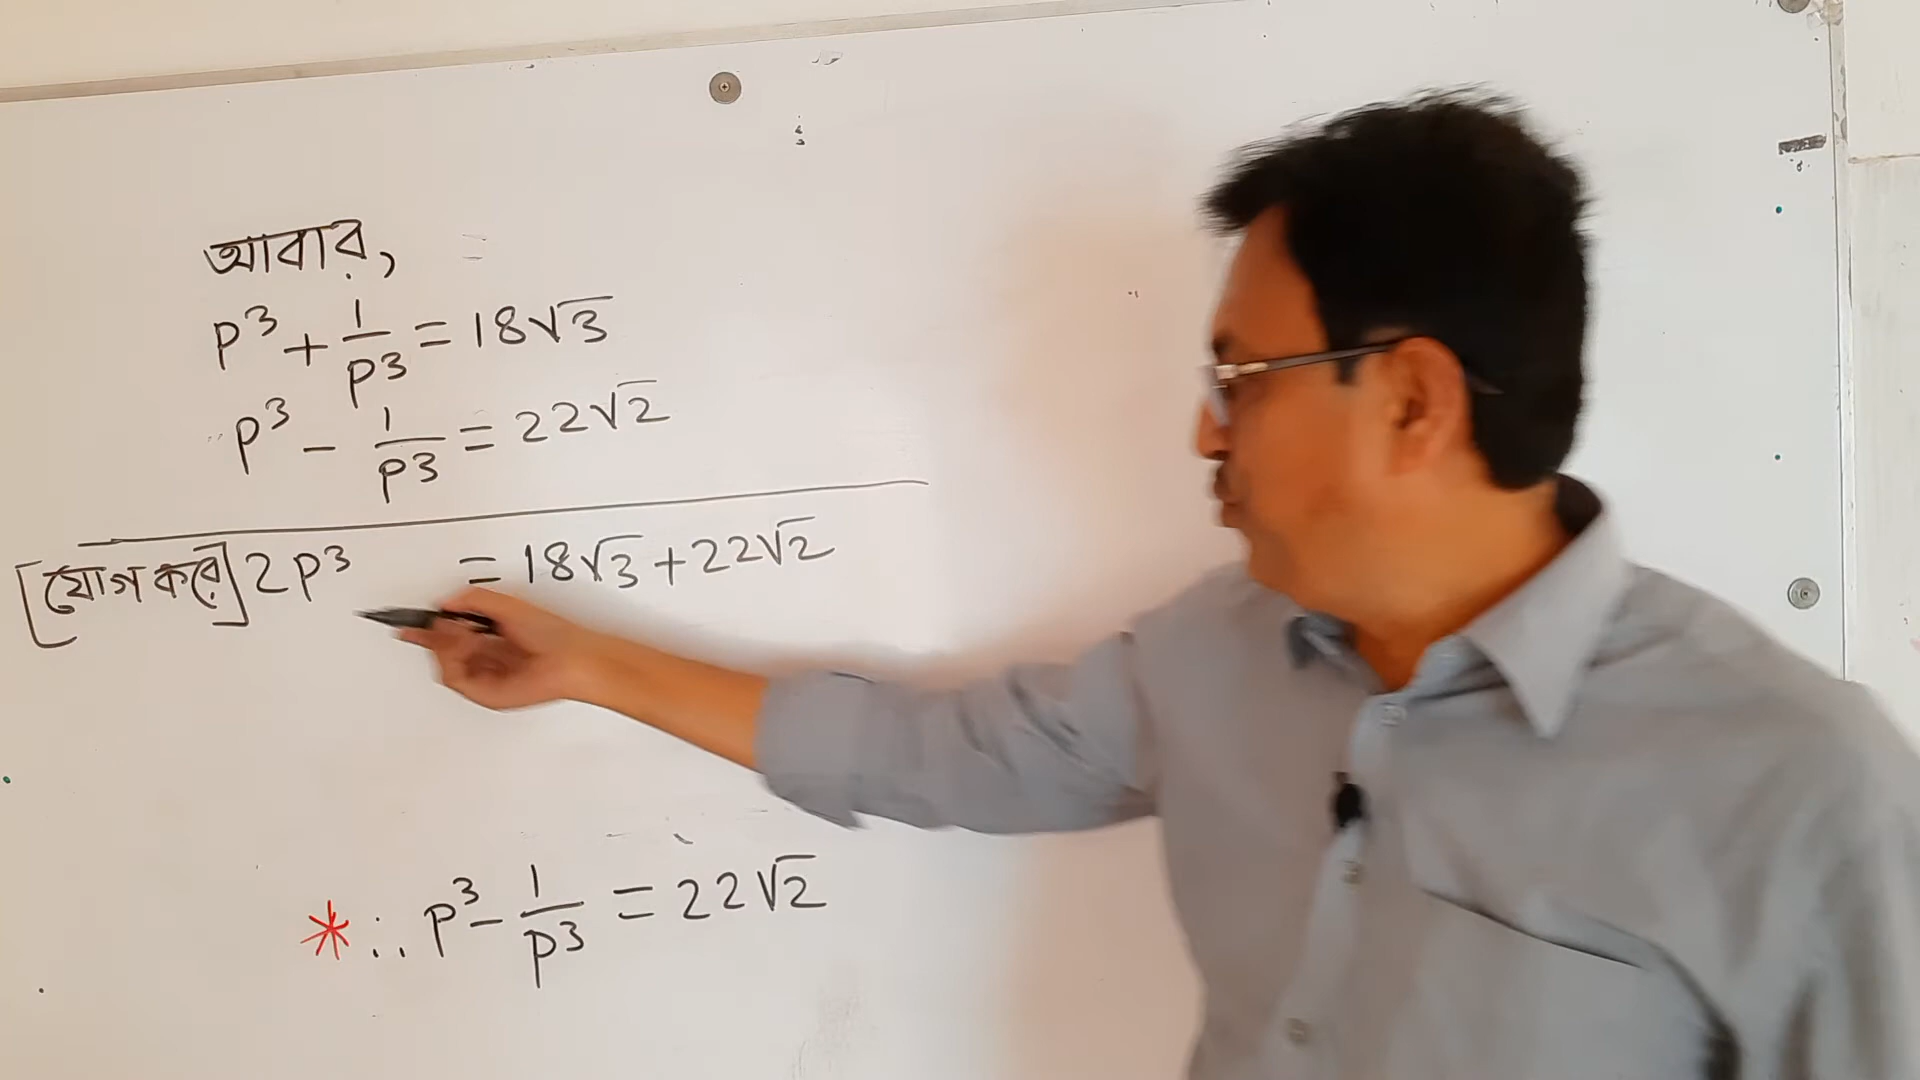 আবার,
p³ + 1/p³ = 18√3
p³ - 1/p³ = 22√2
[যোগ করে] 2p³ = 18√3 + 22√2
* ∴ p³ - 1/p³ = 22√2